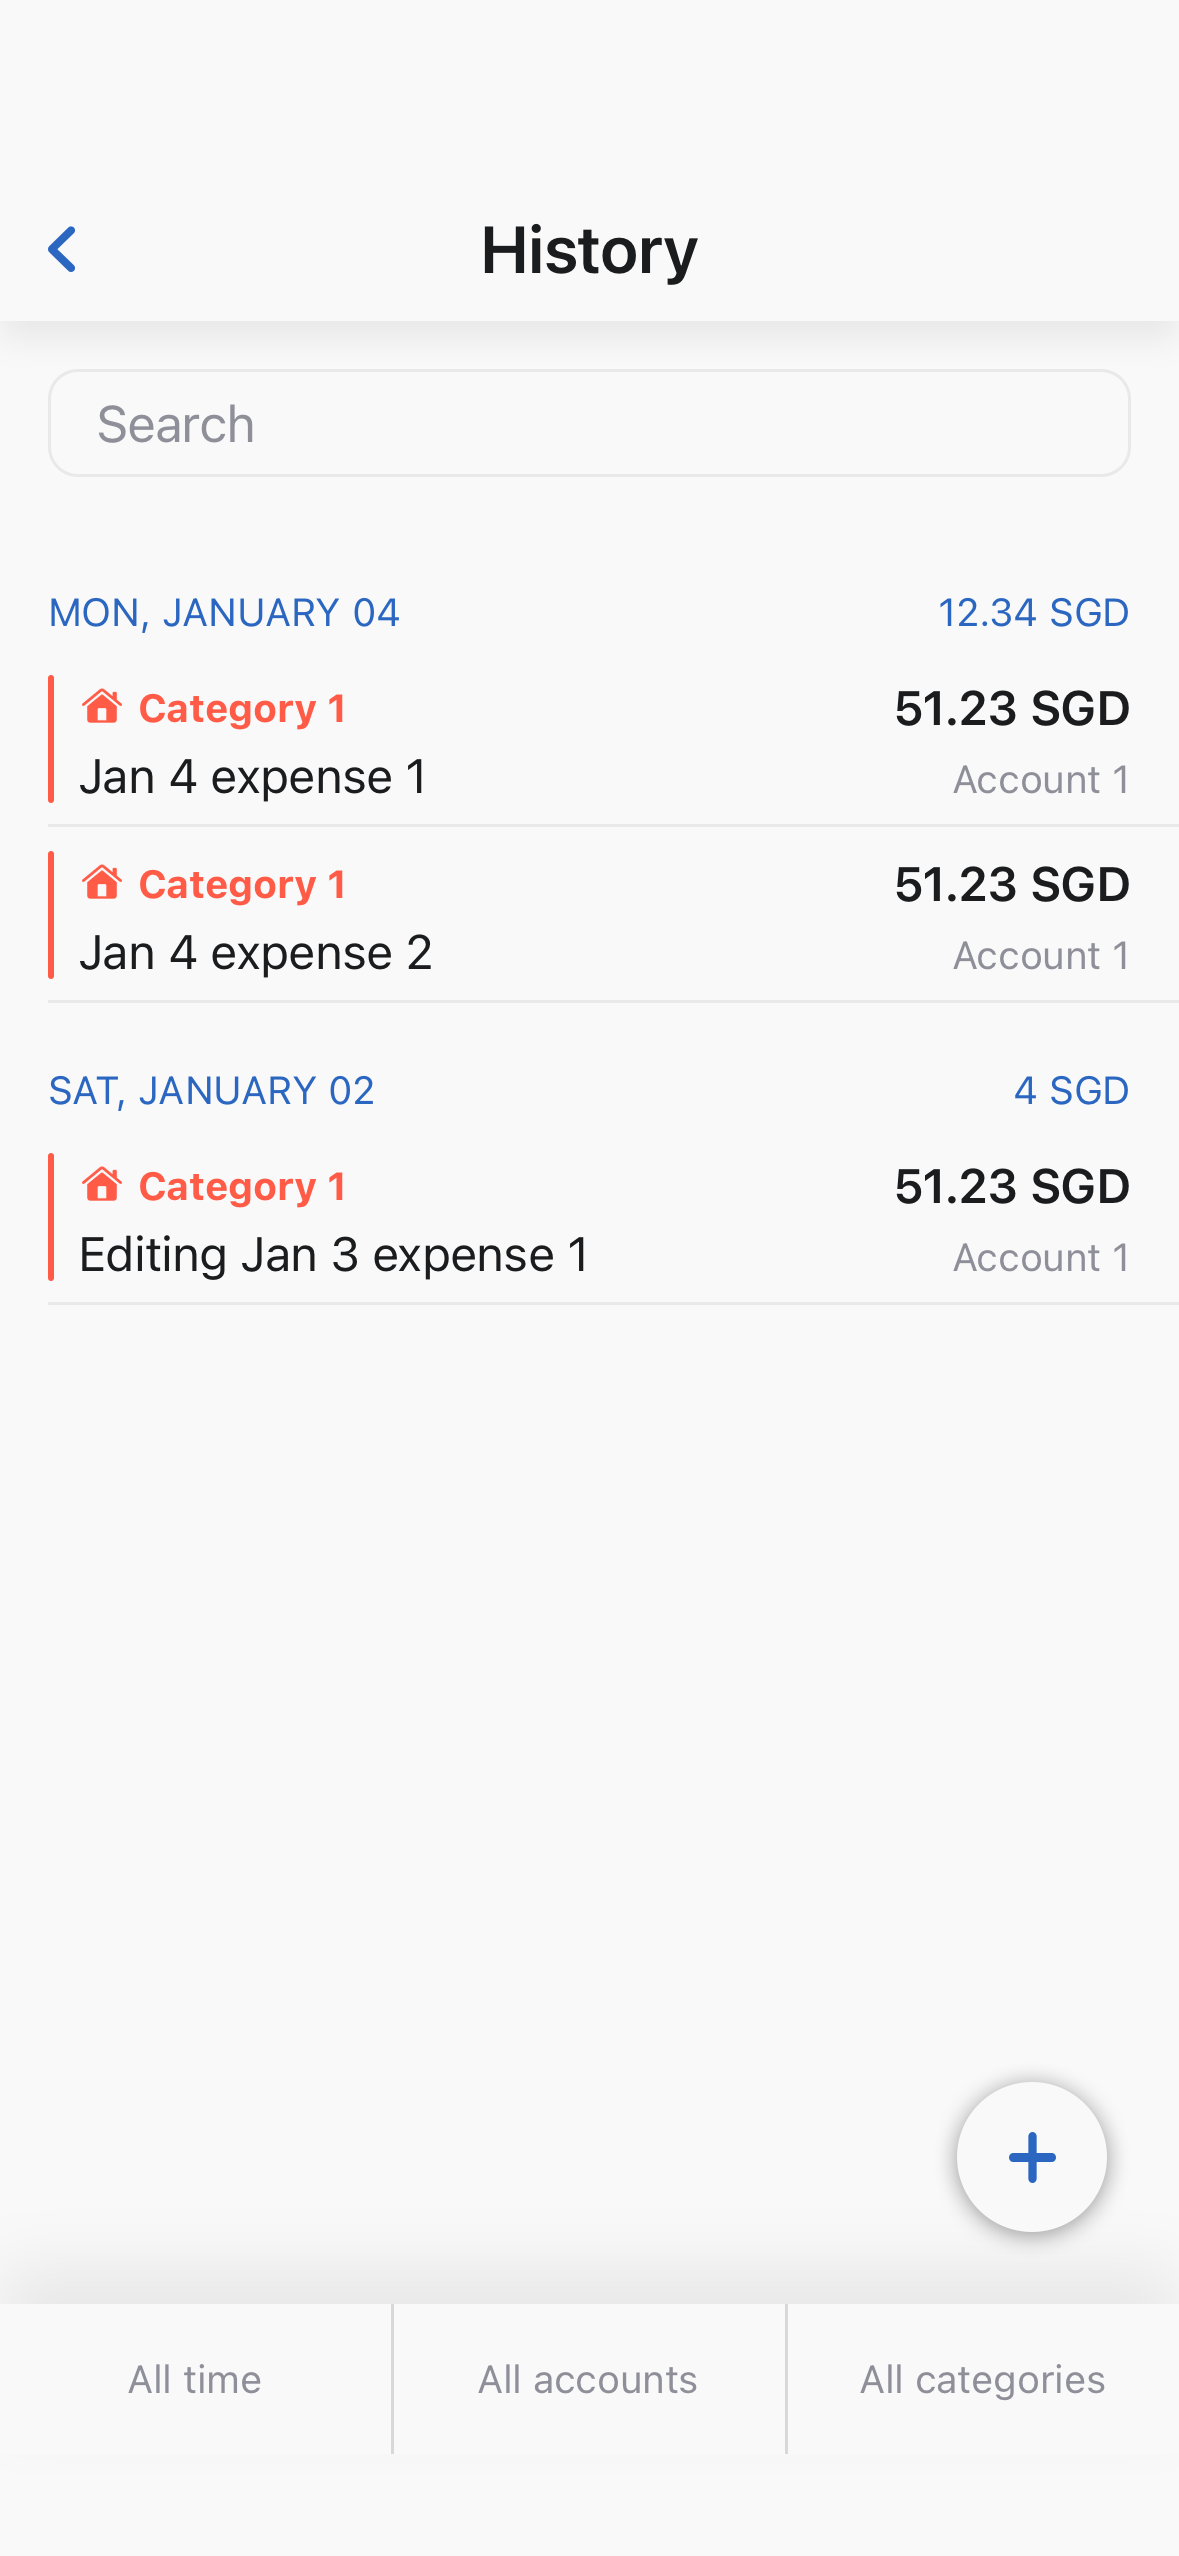 History
Search
MON, JANUARY 04 12.34 SGD
Category 1 51.23 SGD
Jan 4 expense 1 Account 1
Category 1 51.23 SGD
Jan 4 expense 2 Account 1
SAT, JANUARY 02 4 SGD
Category 1 51.23 SGD
Editing Jan 3 expense 1 Account 1
All time All accounts All categories